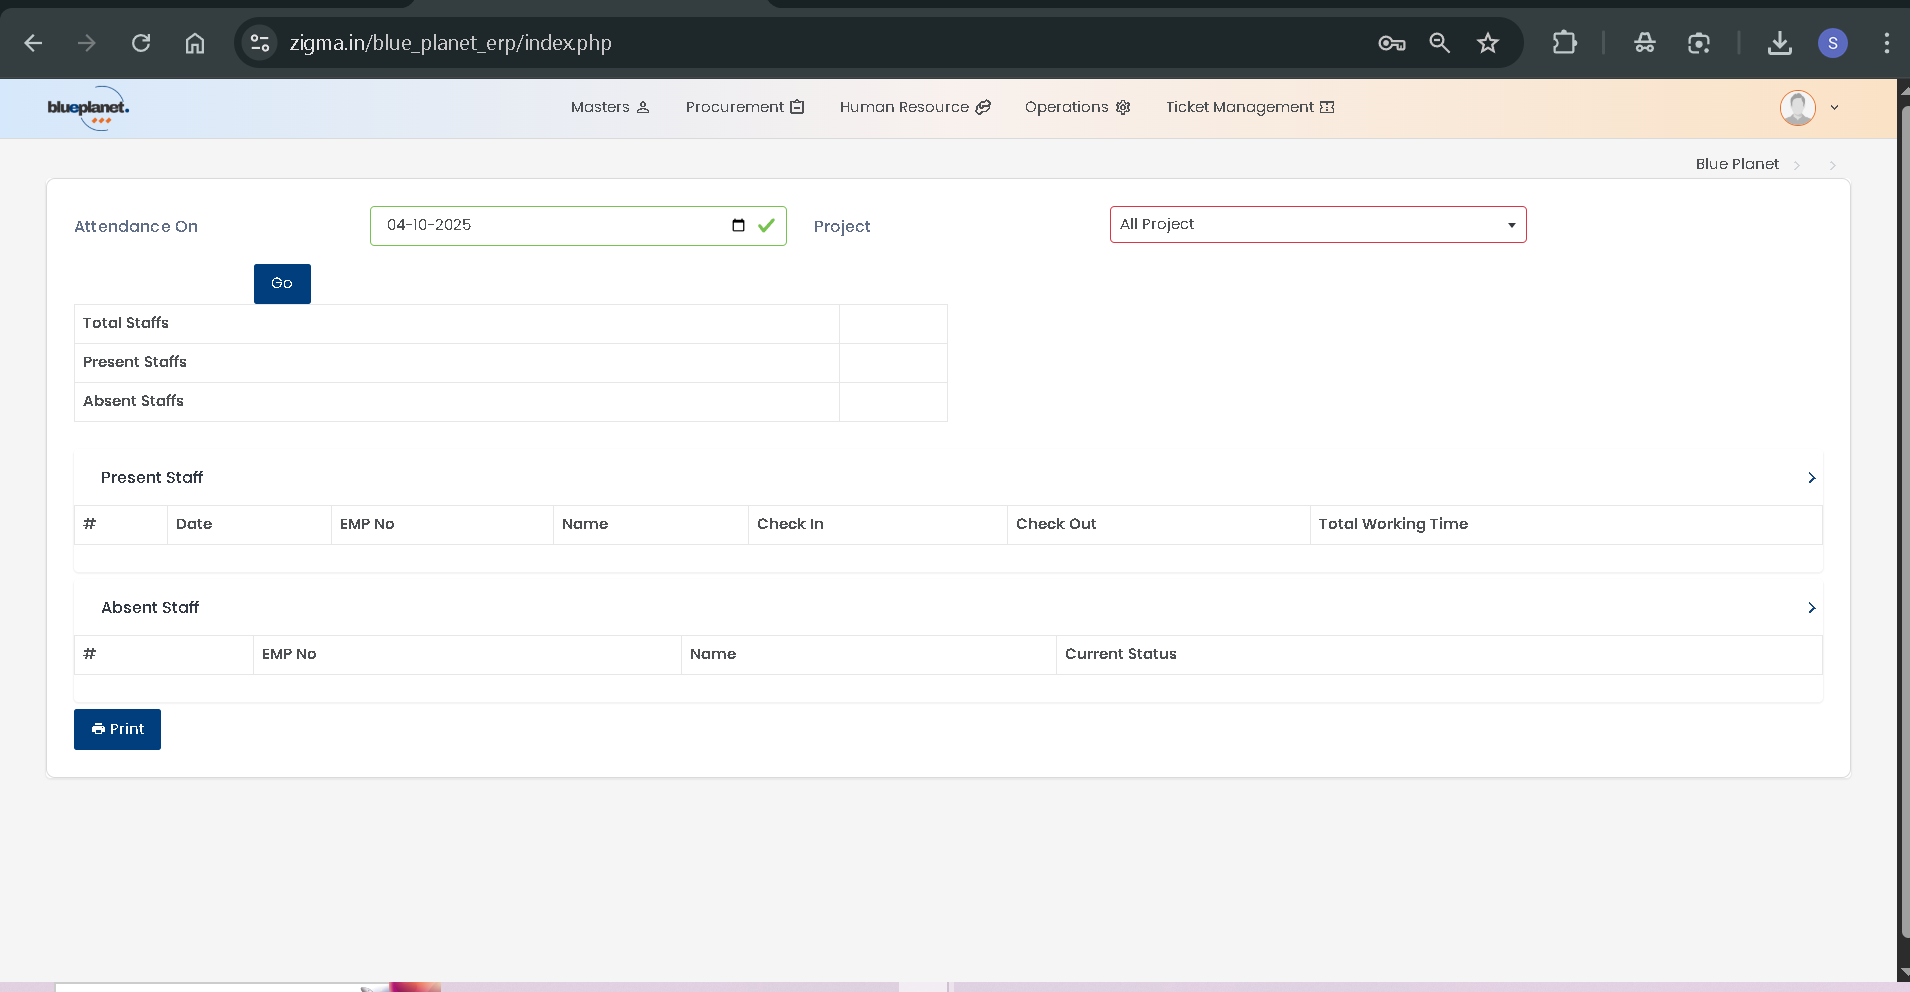 zigma.in/blue_planet_erp/index.php
S
blueplanet.
Masters
Procurement
Human Resource
Operations
Ticket Management
Blue Planet
Attendance On
04-10-2025
Project
All Project
Go
Total Staffs
Present Staffs
Absent Staffs
Present Staff
# Date EMP No Name Check In Check Out Total Working Time
Absent Staff
# EMP No Name Current Status
Print